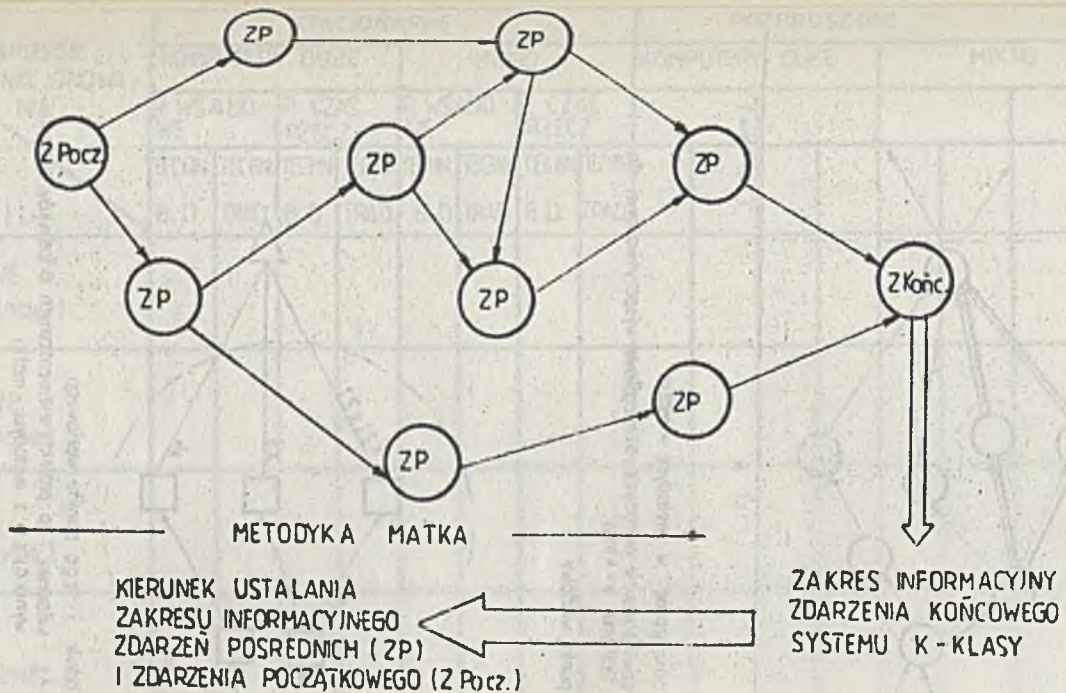 ZP
ZP
Z Pocz.
ZP
ZP
ZP
ZP
Z Końc.
ZP
ZP
METODYKA MATKA
KIERUNEK USTALANIA
ZAKRESU INFORMACYJNEGO
ZDARZEŃ POSREDNICH (ZP)
I ZDARZENIA POCZĄTKOWEGO (Z Pocz.)
ZAKRES INFORMACYJNY
ZDARZENIA KOŃCOWEGO
SYSTEMU K-KLASY